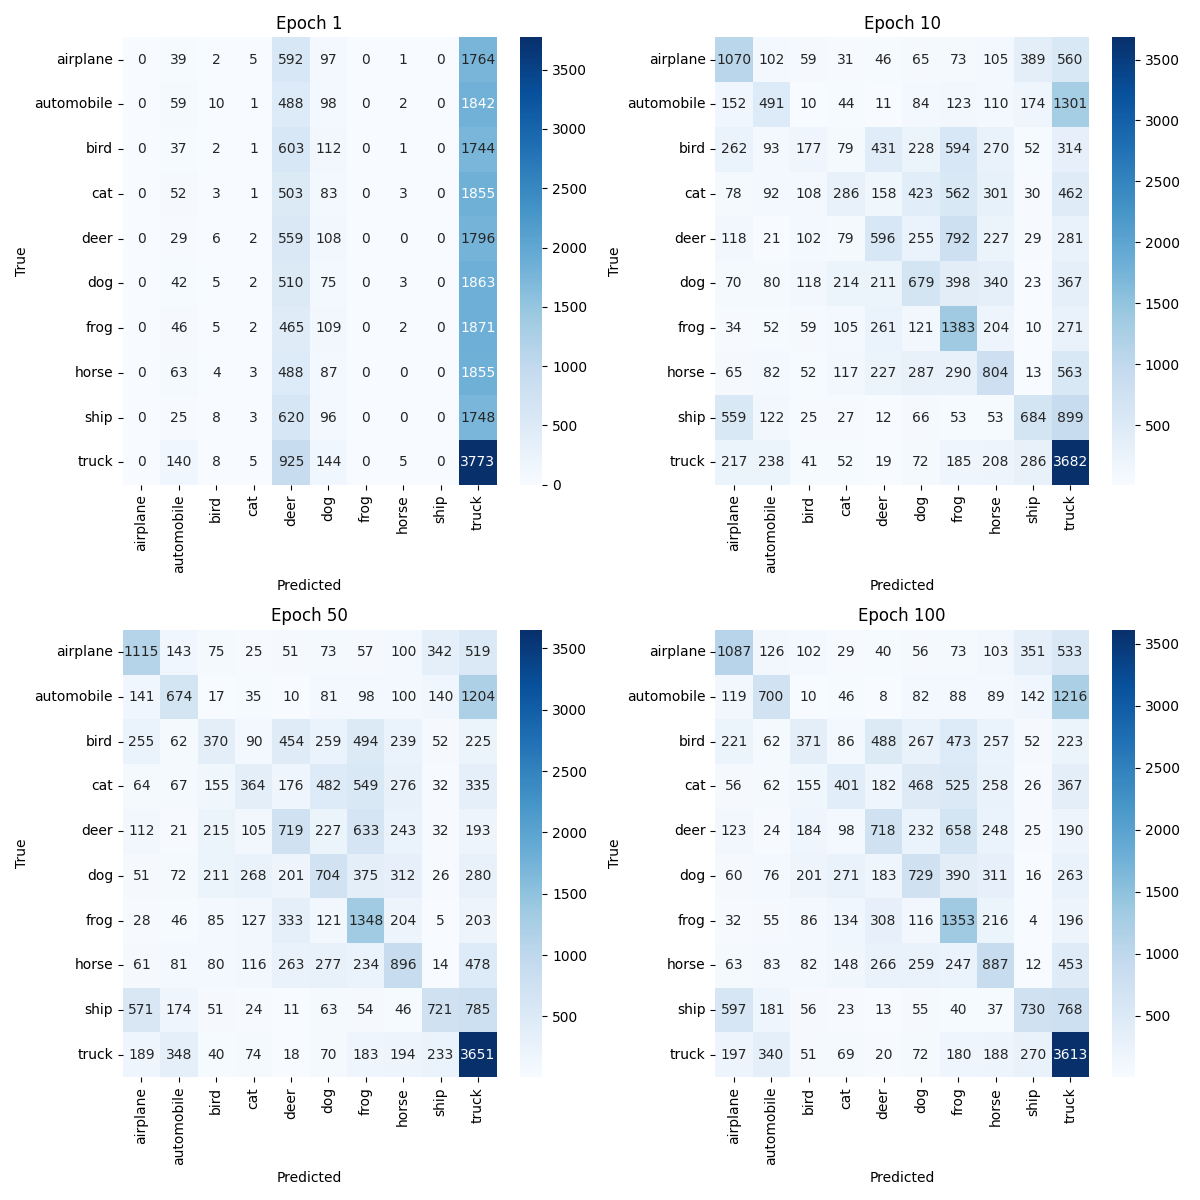 Epoch 1
airplane 0 39 2 5 592 97 0 1 0 1764
automobile 0 59 10 1 488 98 0 2 0 1842
bird 0 37 2 1 603 112 0 1 0 1744
cat 0 52 3 1 503 83 0 3 0 1855
deer 0 29 6 2 559 108 0 0 0 1796
dog 0 42 5 2 510 75 0 3 0 1863
frog 0 46 5 2 465 109 0 2 0 1871
horse 0 63 4 3 488 87 0 0 0 1855
ship 0 25 8 3 620 96 0 0 0 1748
truck 0 140 8 5 925 144 0 5 0 3773
airplane automobile bird cat deer dog frog horse ship truck
Predicted
True
3500
3000
2500
2000
1500
1000
500
0
Epoch 10
airplane 1070 102 59 31 46 65 73 105 389 560
automobile 152 491 10 44 11 84 123 110 174 1301
bird 262 93 177 79 431 228 594 270 52 314
cat 78 92 108 286 158 423 562 301 30 462
deer 118 21 102 79 596 255 792 227 29 281
dog 70 80 118 214 211 679 398 340 23 367
frog 34 52 59 105 261 121 1383 204 10 271
horse 65 82 52 117 227 287 290 804 13 563
ship 559 122 25 27 12 66 53 53 684 899
truck 217 238 41 52 19 72 185 208 286 3682
airplane automobile bird cat deer dog frog horse ship truck
Predicted
True
3500
3000
2500
2000
1500
1000
500
Epoch 50
airplane 1115 143 75 25 51 73 57 100 342 519
automobile 141 674 17 35 10 81 98 100 140 1204
bird 255 62 370 90 454 259 494 239 52 225
cat 64 67 155 364 176 482 549 276 32 335
deer 112 21 215 105 719 227 633 243 32 193
dog 51 72 211 268 201 704 375 312 26 280
frog 28 46 85 127 333 121 1348 204 5 203
horse 61 81 80 116 263 277 234 896 14 478
ship 571 174 51 24 11 63 54 46 721 785
truck 189 348 40 74 18 70 183 194 233 3651
airplane automobile bird cat deer dog frog horse ship truck
Predicted
True
3500
3000
2500
2000
1500
1000
500
Epoch 100
airplane 1087 126 102 29 40 56 73 103 351 533
automobile 119 700 10 46 8 82 88 89 142 1216
bird 221 62 371 86 488 267 473 257 52 223
cat 56 62 155 401 182 468 525 258 26 367
deer 123 24 184 98 718 232 658 248 25 190
dog 60 76 201 271 183 729 390 311 16 263
frog 32 55 86 134 308 116 1353 216 4 196
horse 63 83 82 148 266 259 247 887 12 453
ship 597 181 56 23 13 55 40 37 730 768
truck 197 340 51 69 20 72 180 188 270 3613
airplane automobile bird cat deer dog frog horse ship truck
Predicted
True
3500
3000
2500
2000
1500
1000
500